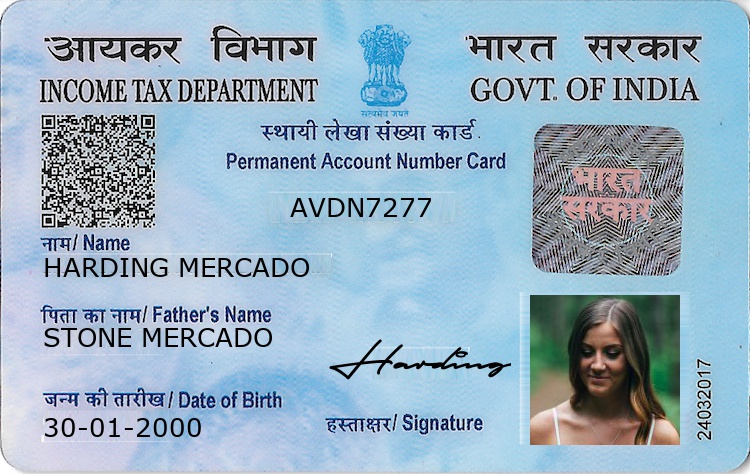 आयकर विभाग
भारत सरकार
INCOME TAX DEPARTMENT
GOVT. OF INDIA
सत्यमेव जयते
स्थायी लेखा संख्या कार्ड
Permanent Account Number Card
AVDN7277
भारत
सरकार
नाम/ Name
HARDING MERCADO
पिता का नाम/ Father's Name
STONE MERCADO
Harding
जन्म की तारीख/ Date of Birth
30-01-2000
हस्ताक्षर/ Signature
24032017